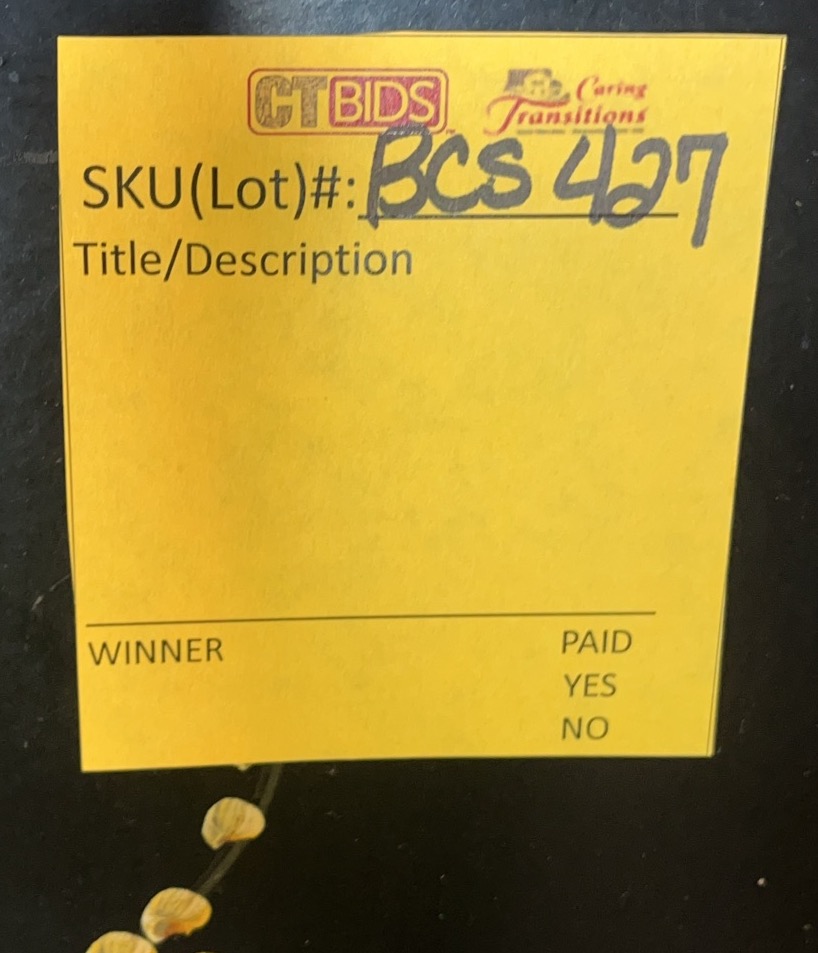 CTBIDS
Caring
Transitions
SKU(Lot)#: BCS 427
Title/Description
WINNER
PAID
YES
NO